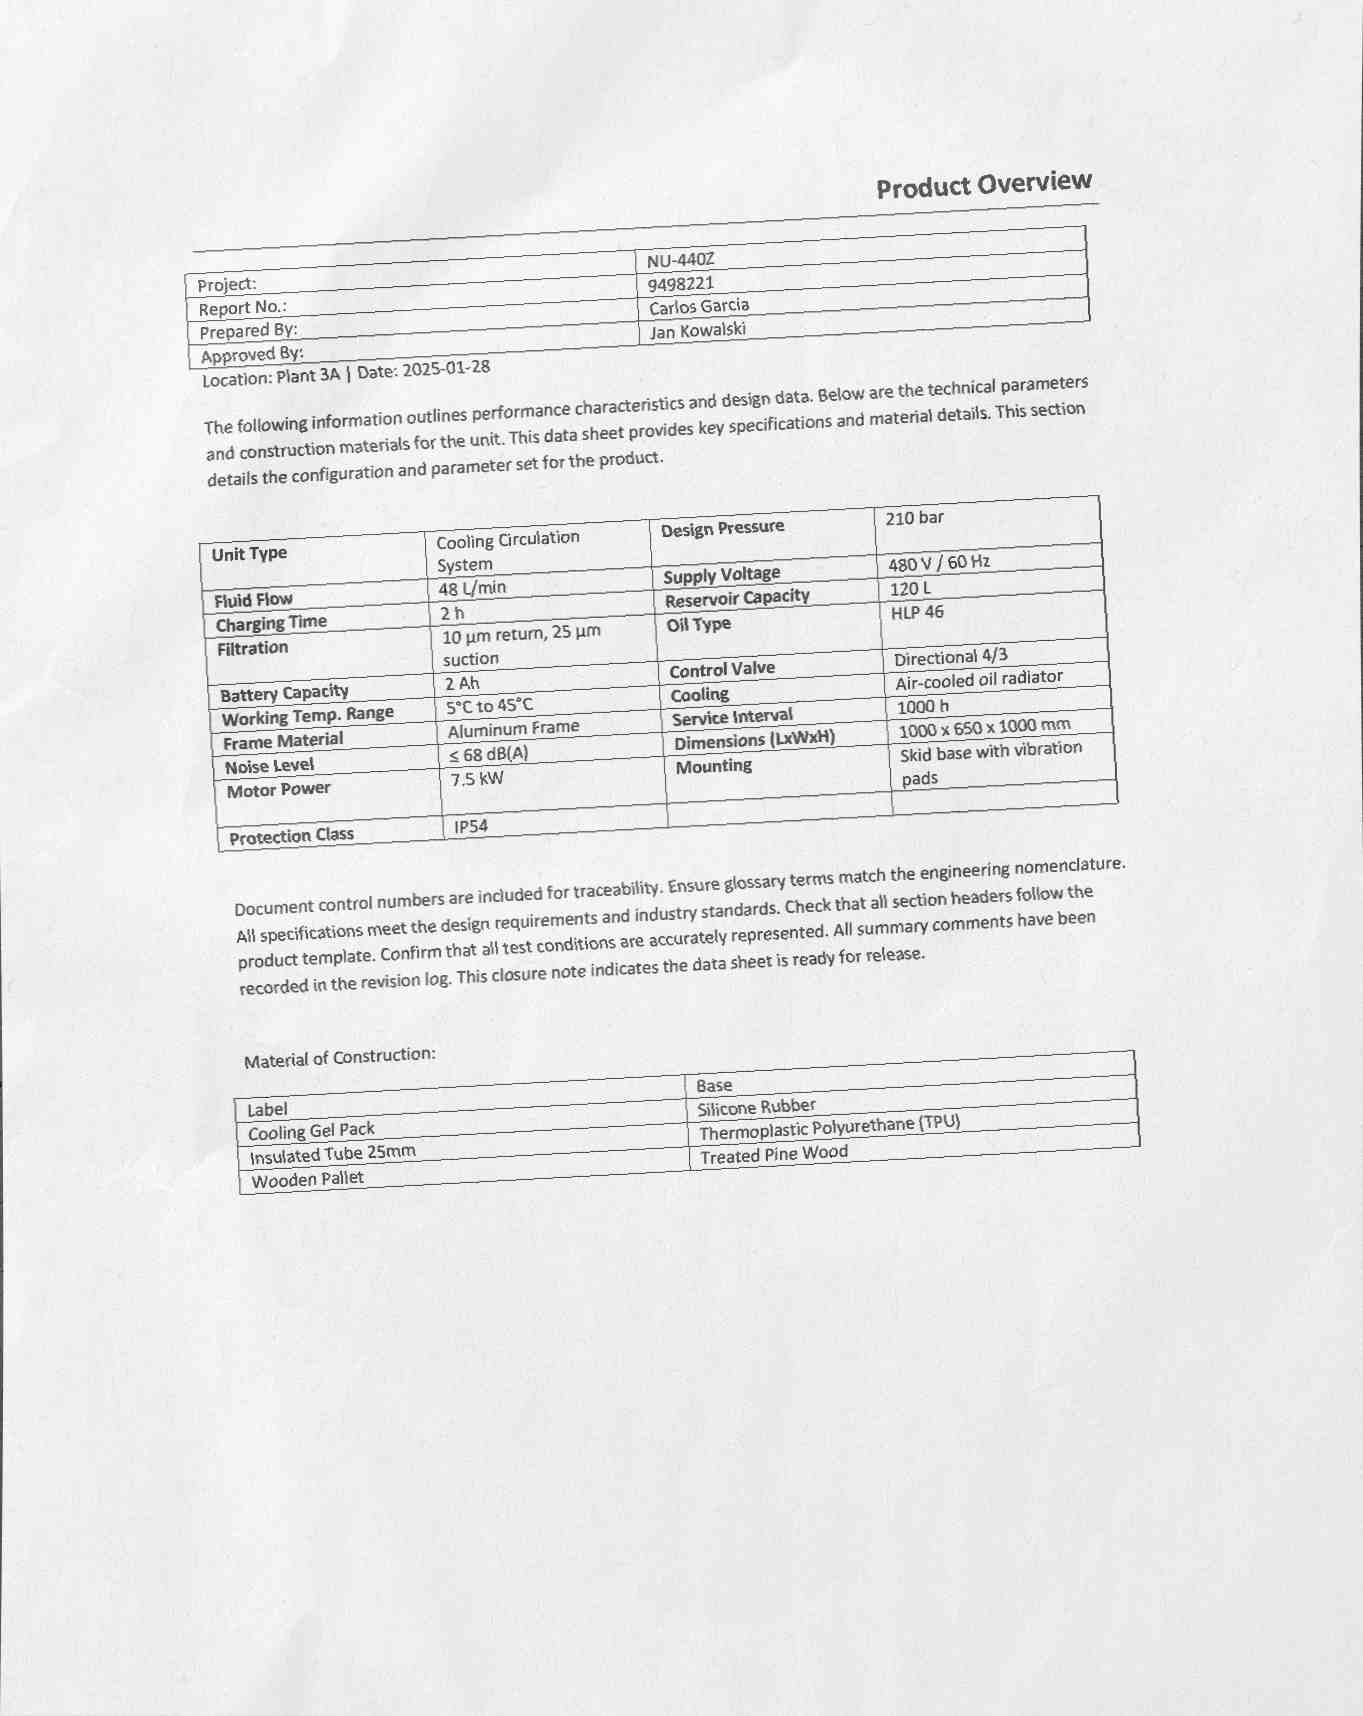 Product Overview
Project: NU-440Z
Report No.: 9498221
Prepared By: Carlos Garcia
Approved By: Jan Kowalski
Location: Plant 3A | Date: 2025-01-28
The following information outlines performance characteristics and design data. Below are the technical parameters
and construction materials for the unit. This data sheet provides key specifications and material details. This section
details the configuration and parameter set for the product.
Unit Type Cooling Circulation Design Pressure 210 bar
System
Fluid Flow 48 L/min Supply Voltage 480 V / 60 Hz
Charging Time 2 h Reservoir Capacity 120 L
Filtration 10 µm return, 25 µm Oil Type HLP 46
suction
Battery Capacity 2 Ah Control Valve Directional 4/3
Working Temp. Range 5°C to 45°C Cooling Air-cooled oil radiator
Frame Material Aluminum Frame Service Interval 1000 h
Noise Level ≤ 68 dB(A) Dimensions (LxWxH) 1000 x 650 x 1000 mm
Motor Power 7.5 kW Mounting Skid base with vibration
pads
Protection Class IP54
Document control numbers are included for traceability. Ensure glossary terms match the engineering nomenclature.
All specifications meet the design requirements and industry standards. Check that all section headers follow the
product template. Confirm that all test conditions are accurately represented. All summary comments have been
recorded in the revision log. This closure note indicates the data sheet is ready for release.
Material of Construction:
Label Base
Cooling Gel Pack Silicone Rubber
Insulated Tube 25mm Thermoplastic Polyurethane (TPU)
Wooden Pallet Treated Pine Wood